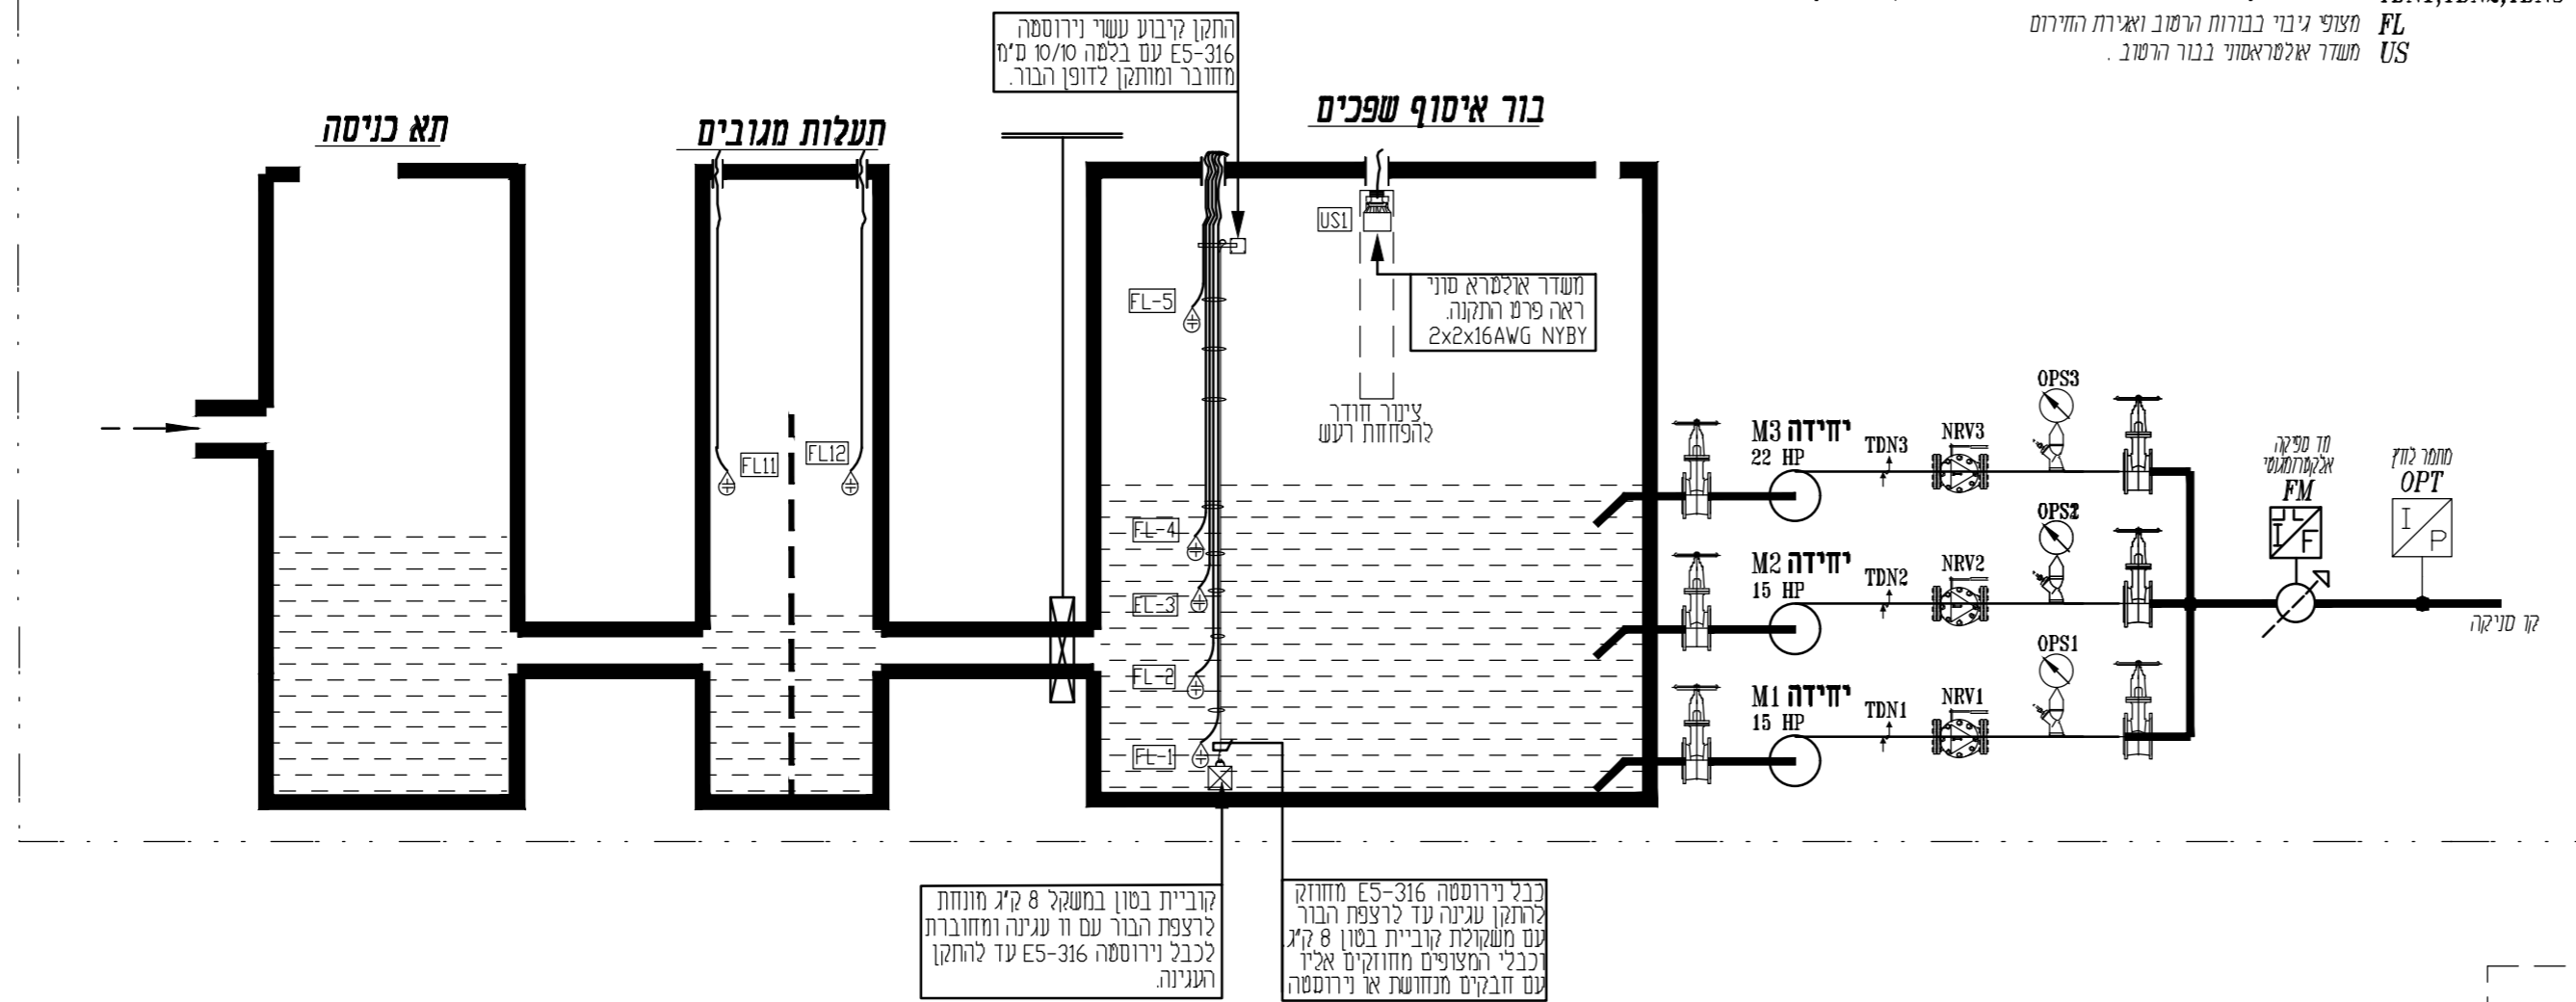 FL מצופי גיבוי בבורות הרטוב ואגירת החירום
US משדר אולטראסוני בבור הרטוב .
התקן קיבוע עשוי נירוסטה
E5-316 עם בלטה 10/10 ס"מ
מחובר ומותקן לדופן הבור.
תא כניסה
תעלות מגובים
בור איסוף שפכים
US1
FL-5
משדר אולטרא סוני
ראה פרט התקנה.
2x2x16AWG NYBY
צינור חודר
להפחתת רעש
FL11
FL12
FL-4
FL-3
FL-2
FL-1
יחידה M3
22 HP
TDN3
NRV3
OPS3
יחידה M2
15 HP
TDN2
NRV2
יחידה M1
15 HP
TDN1
NRV1
OPS1
מד ספיקה
אלקטרומגנטי
FM
I
F
מתמר לחץ
OPT
I
P
קו סניקה
קוביית בטון במשקל 8 ק"ג מונחת
לרצפת הבור עם וו עגינה ומחוברת
לכבל נירוסטה E5-316 עד להתקן
העגינה.
כבל נירוסטה E5-316 מחוזק
להתקן עגינה עד לרצפת הבור
עם משקולת קוביית בטון 8 ק"ג.
וכבלי המצופים מחוזקים אליו
עם חבקים מנחושת או נירוסטה